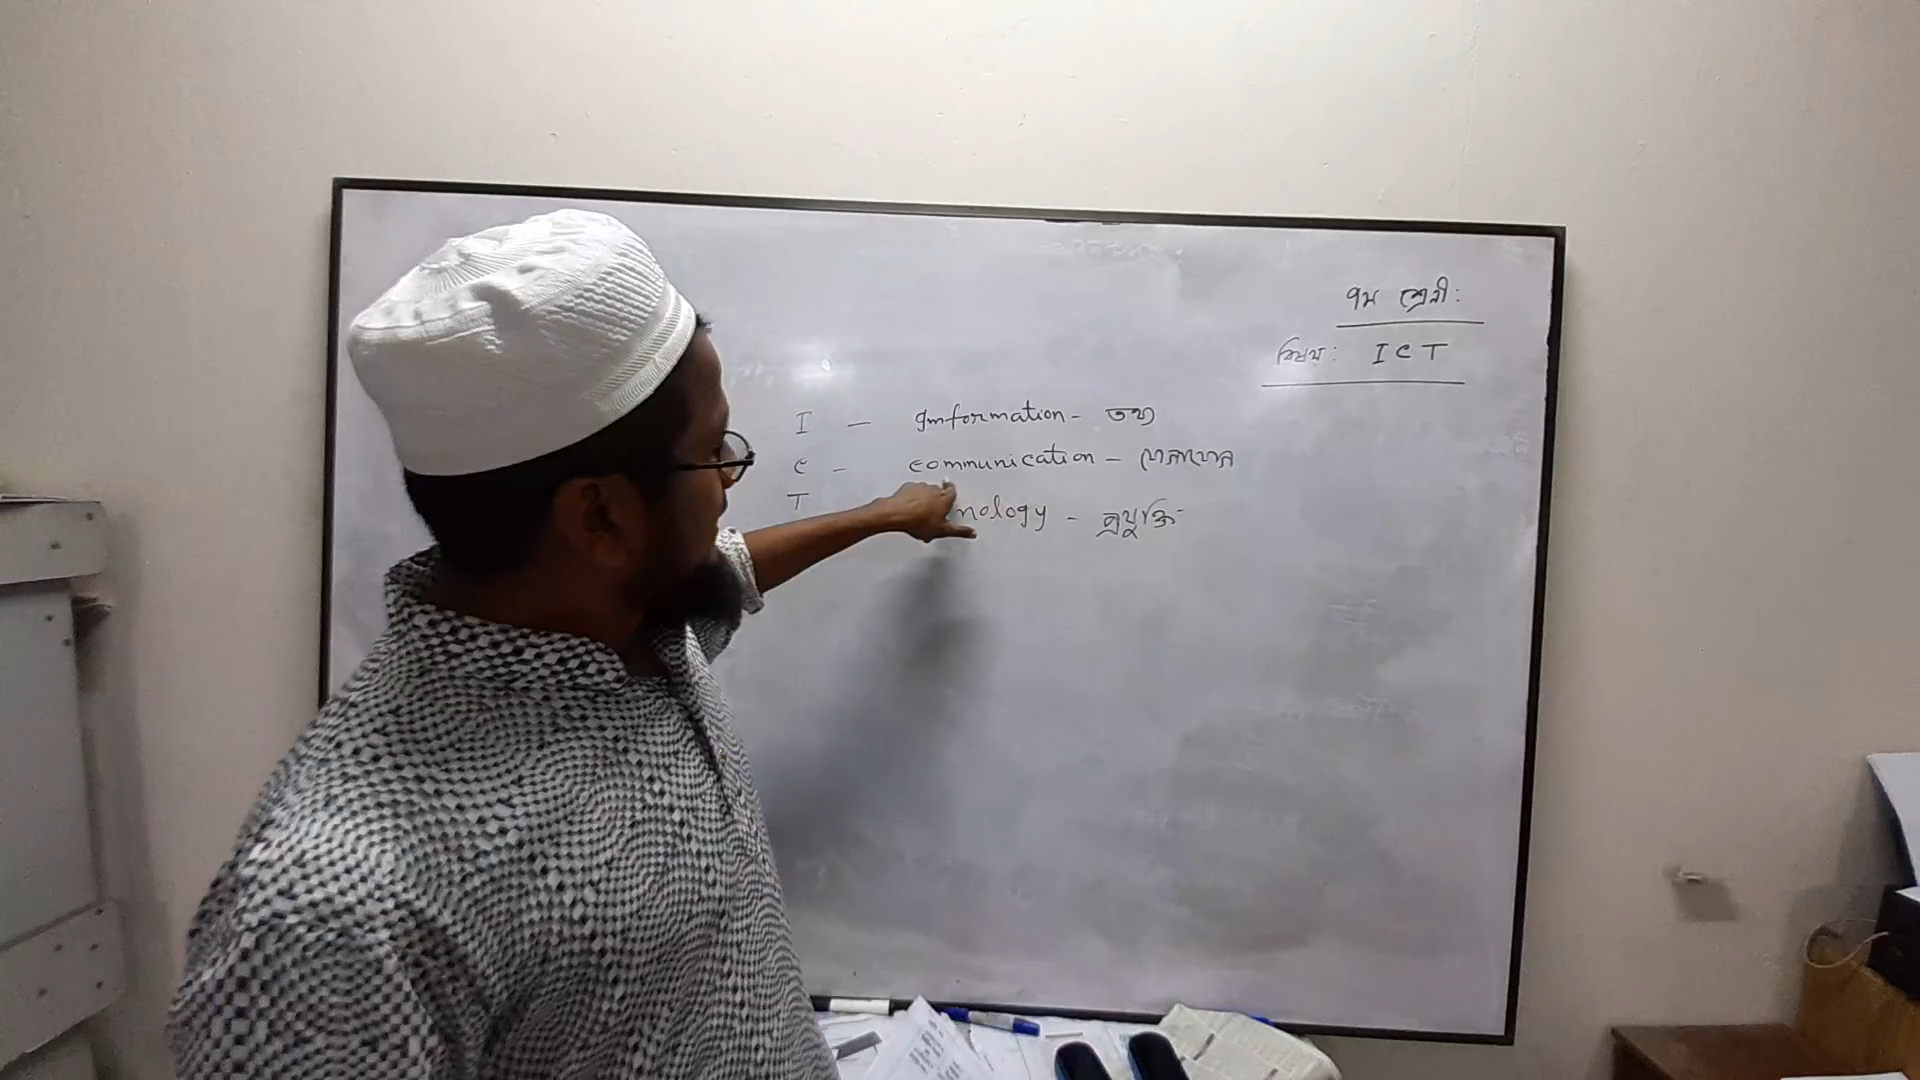 ৭ম শ্রেণী:
বিষয়: ICT
I — Information - তথ্য
C - communication - যোগাযোগ
T nology - প্রযুক্তি